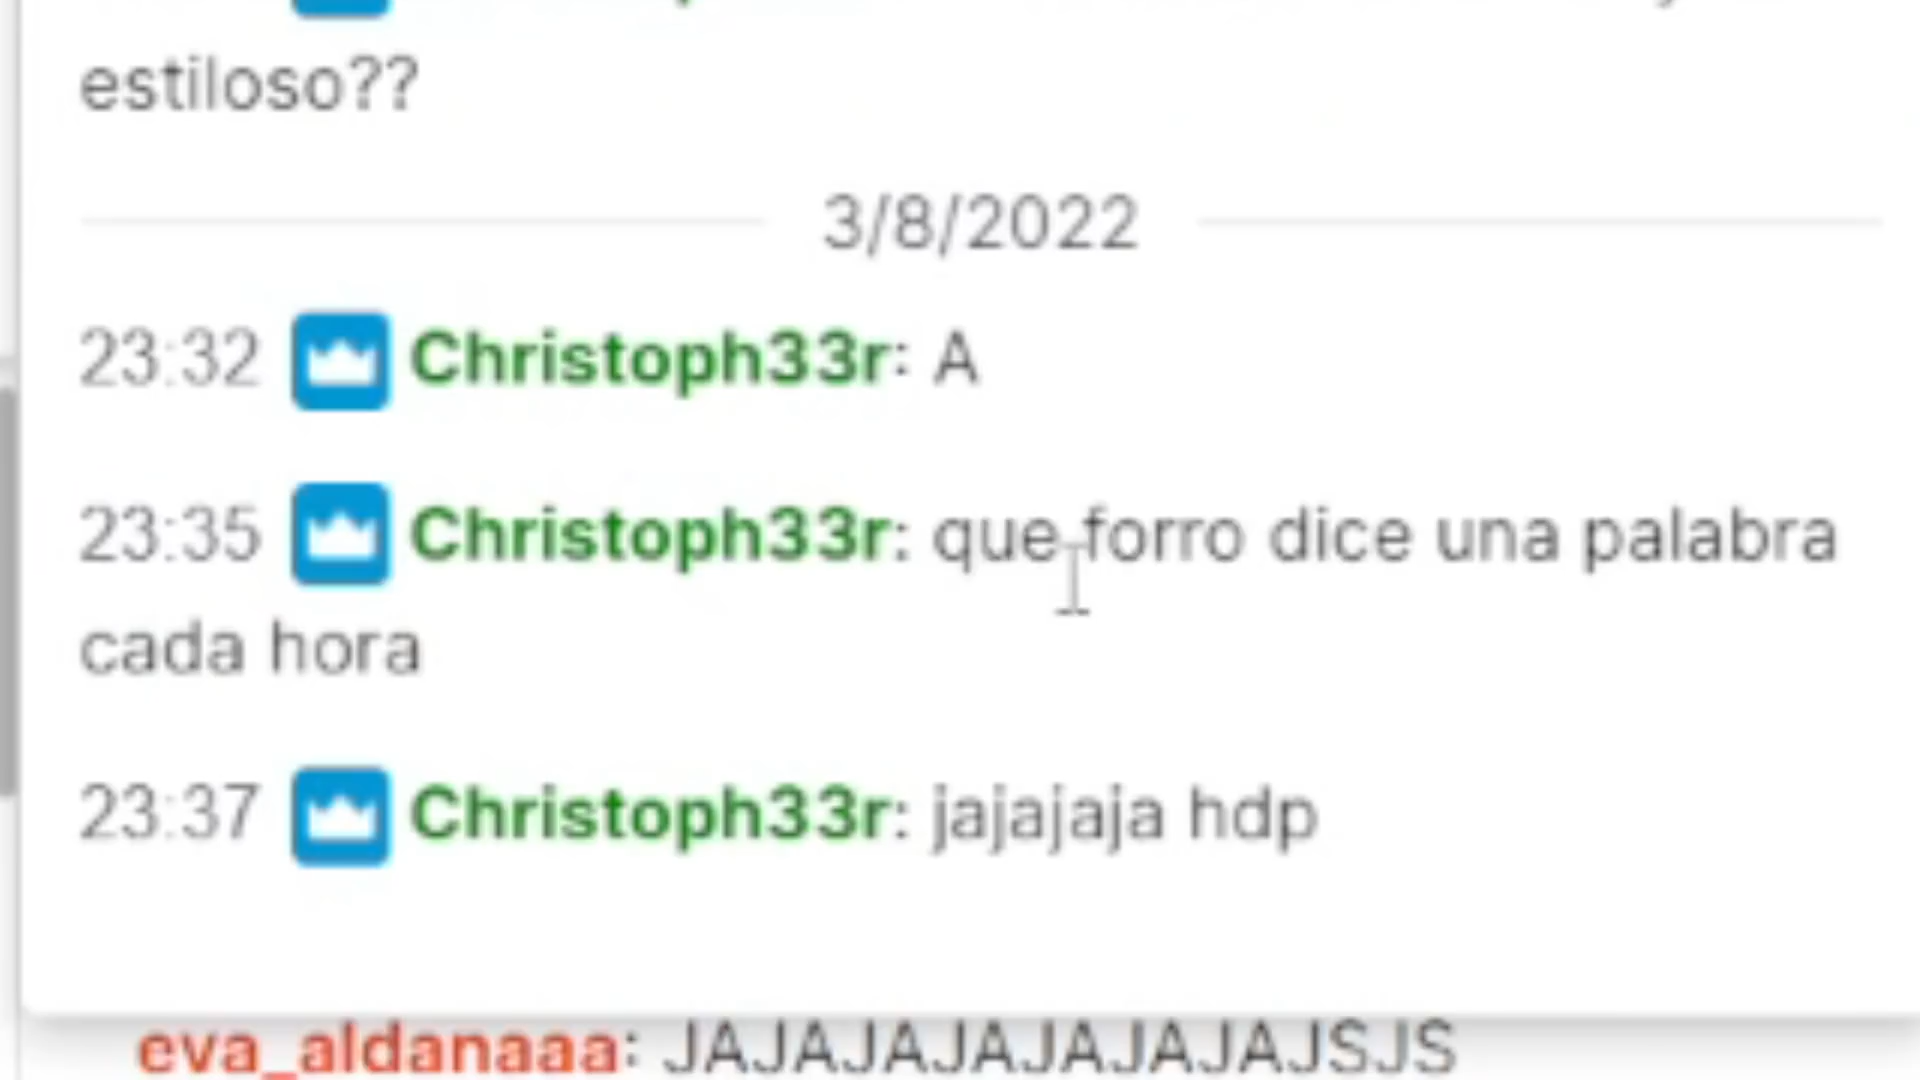 estiloso??
3/8/2022
23:32 Christoph33r: A
23:35 Christoph33r: que forro dice una palabra
cada hora
23:37 Christoph33r: jajajaja hdp
eva_aldanaaa: JAJAJAJAJAJAJAJAJSJS